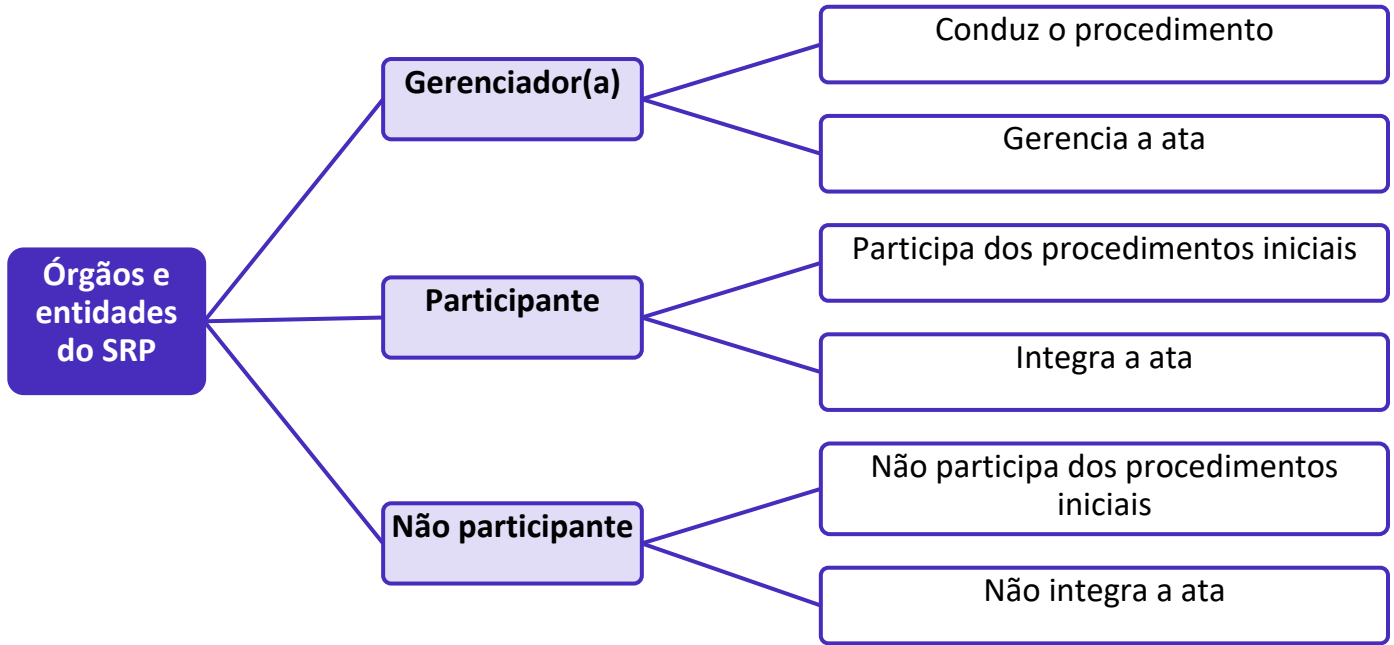 Órgãos e
entidades
do SRP
Gerenciador(a)
Conduz o procedimento
Gerencia a ata
Participante
Participa dos procedimentos iniciais
Integra a ata
Não participante
Não participa dos procedimentos
iniciais
Não integra a ata